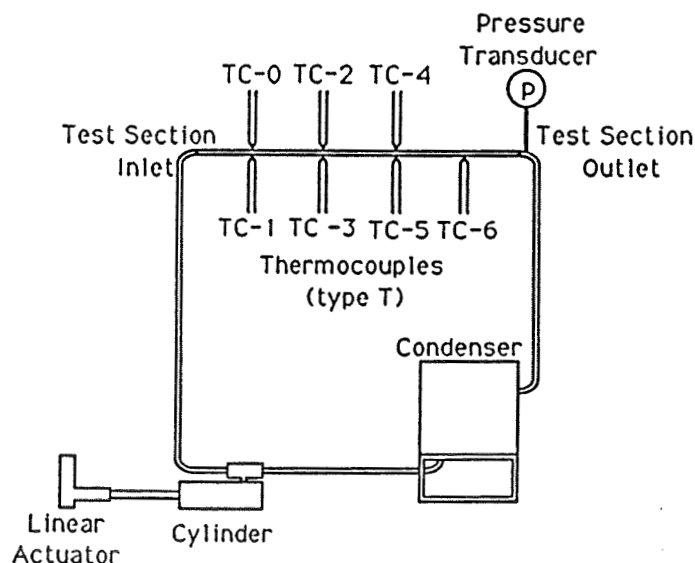 Pressure
Transducer
TC-0 TC-2 TC-4
P
Test Section
Inlet
Test Section
Outlet
TC-1 TC -3 TC-5 TC-6
Thermocouples
(type T)
Condenser
Linear
Actuator
Cylinder